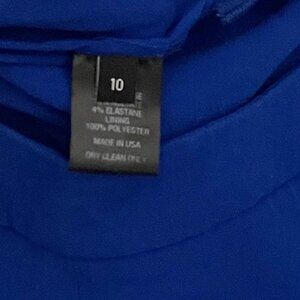 10
4% ELASTANE
LINING
100% POLYESTER
MADE IN USA
DRY CLEAN ONLY